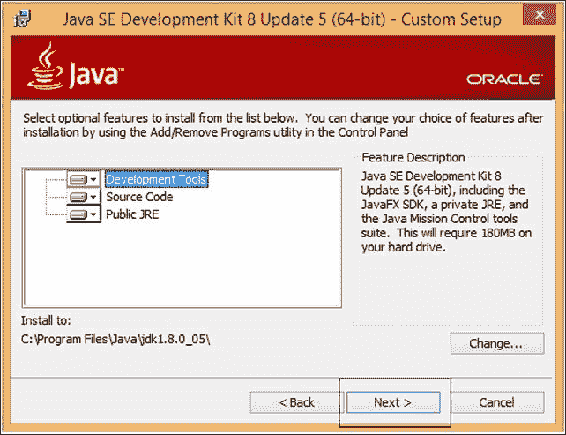 Java SE Development Kit 8 Update 5 (64-bit) - Custom Setup
Java™
ORACLE®
Select optional features to install from the list below. You can change your choice of features after
installation by using the Add/Remove Programs utility in the Control Panel
Development Tools
Source Code
Public JRE
Feature Description
Java SE Development Kit 8
Update 5 (64-bit), including the
JavaFX SDK, a private JRE, and
the Java Mission Control tools
suite. This will require 180MB on
your hard drive.
Install to:
C:\Program Files\Java\jdk1.8.0_05\
Change...
< Back
Next >
Cancel